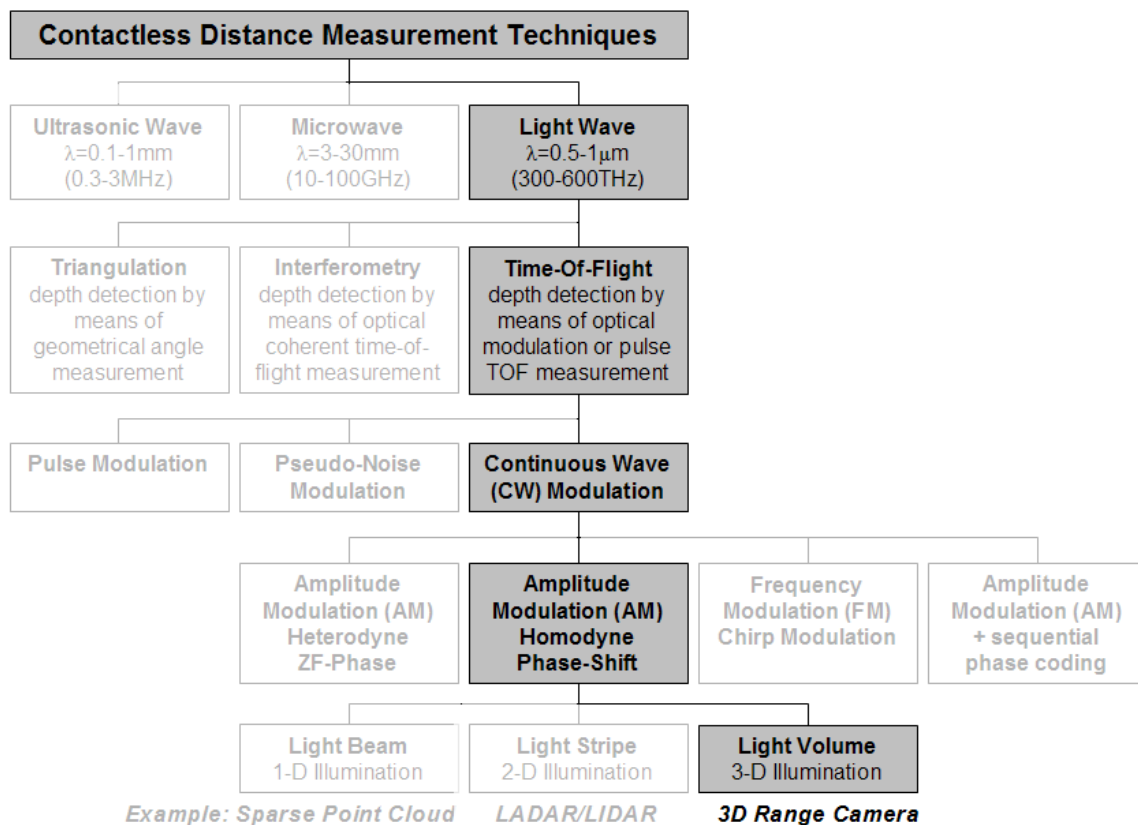 Contactless Distance Measurement Techniques
Ultrasonic Wave
λ=0.1-1mm
(0.3-3MHz)
Microwave
λ=3-30mm
(10-100GHz)
Light Wave
λ=0.5-1μm
(300-600THz)
Triangulation
depth detection by
means of
geometrical angle
measurement
Interferometry
depth detection by
means of optical
coherent time-of-
flight measurement
Time-Of-Flight
depth detection by
means of optical
modulation or pulse
TOF measurement
Pulse Modulation
Pseudo-Noise
Modulation
Continuous Wave
(CW) Modulation
Amplitude
Modulation (AM)
Heterodyne
ZF-Phase
Amplitude
Modulation (AM)
Homodyne
Phase-Shift
Frequency
Modulation (FM)
Chirp Modulation
Amplitude
Modulation (AM)
+ sequential
phase coding
Light Beam
1-D Illumination
Light Stripe
2-D Illumination
Light Volume
3-D Illumination
Example: Sparse Point Cloud
LADAR/LIDAR
3D Range Camera